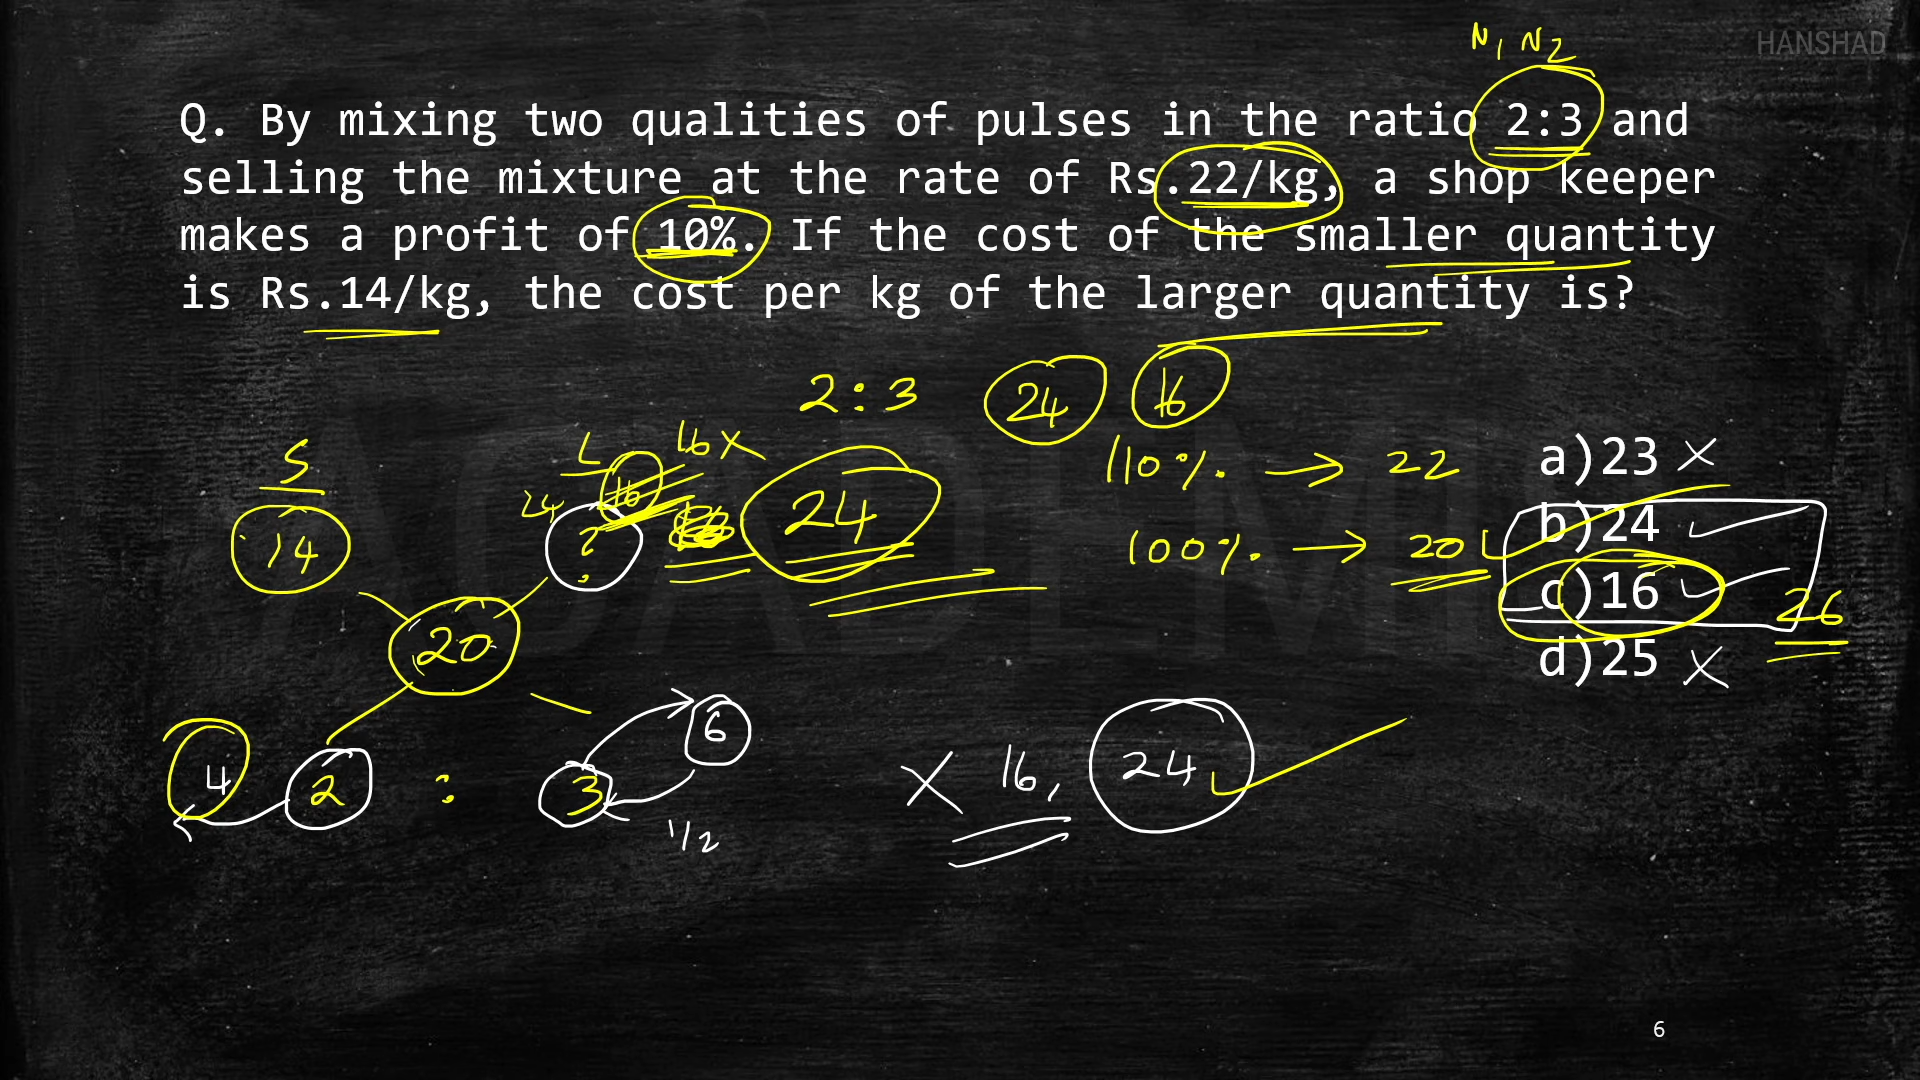 HANSHAD
N1 N2
Q. By mixing two qualities of pulses in the ratio 2:3 and
selling the mixture at the rate of Rs.22/kg, a shop keeper
makes a profit of 10%. If the cost of the smaller quantity
is Rs.14/kg, the cost per kg of the larger quantity is?
2:3 24 16
S L 16 X
110% → 22
a)23 X
14 24 16 ? 24
b)24
100% → 20
c)16
26
20
d)25 X
4 2 : 3 6
1/2
X 16, 24
6